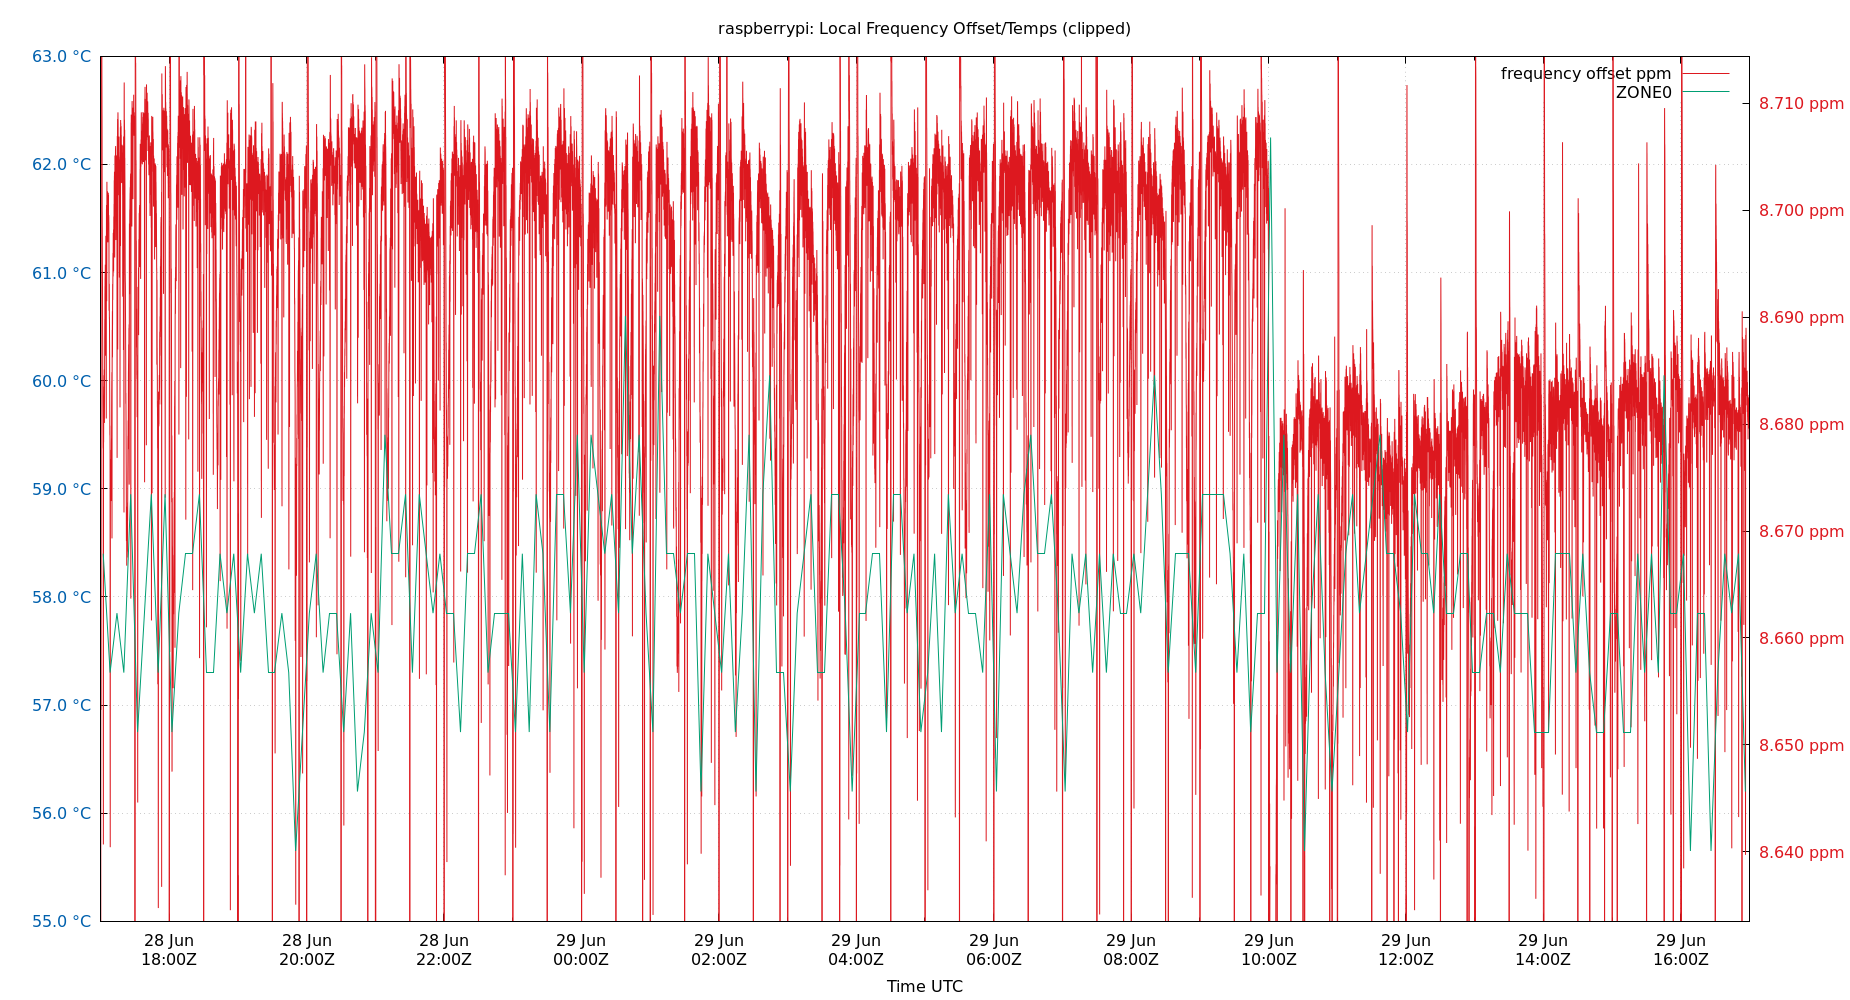 raspberrypi: Local Frequency Offset/Temps (clipped)
frequency offset ppm
ZONE0
63.0 °C
62.0 °C
61.0 °C
60.0 °C
59.0 °C
58.0 °C
57.0 °C
56.0 °C
55.0 °C
8.710 ppm
8.700 ppm
8.690 ppm
8.680 ppm
8.670 ppm
8.660 ppm
8.650 ppm
8.640 ppm
28 Jun
18:00Z
28 Jun
20:00Z
28 Jun
22:00Z
29 Jun
00:00Z
29 Jun
02:00Z
29 Jun
04:00Z
29 Jun
06:00Z
29 Jun
08:00Z
29 Jun
10:00Z
29 Jun
12:00Z
29 Jun
14:00Z
29 Jun
16:00Z
Time UTC